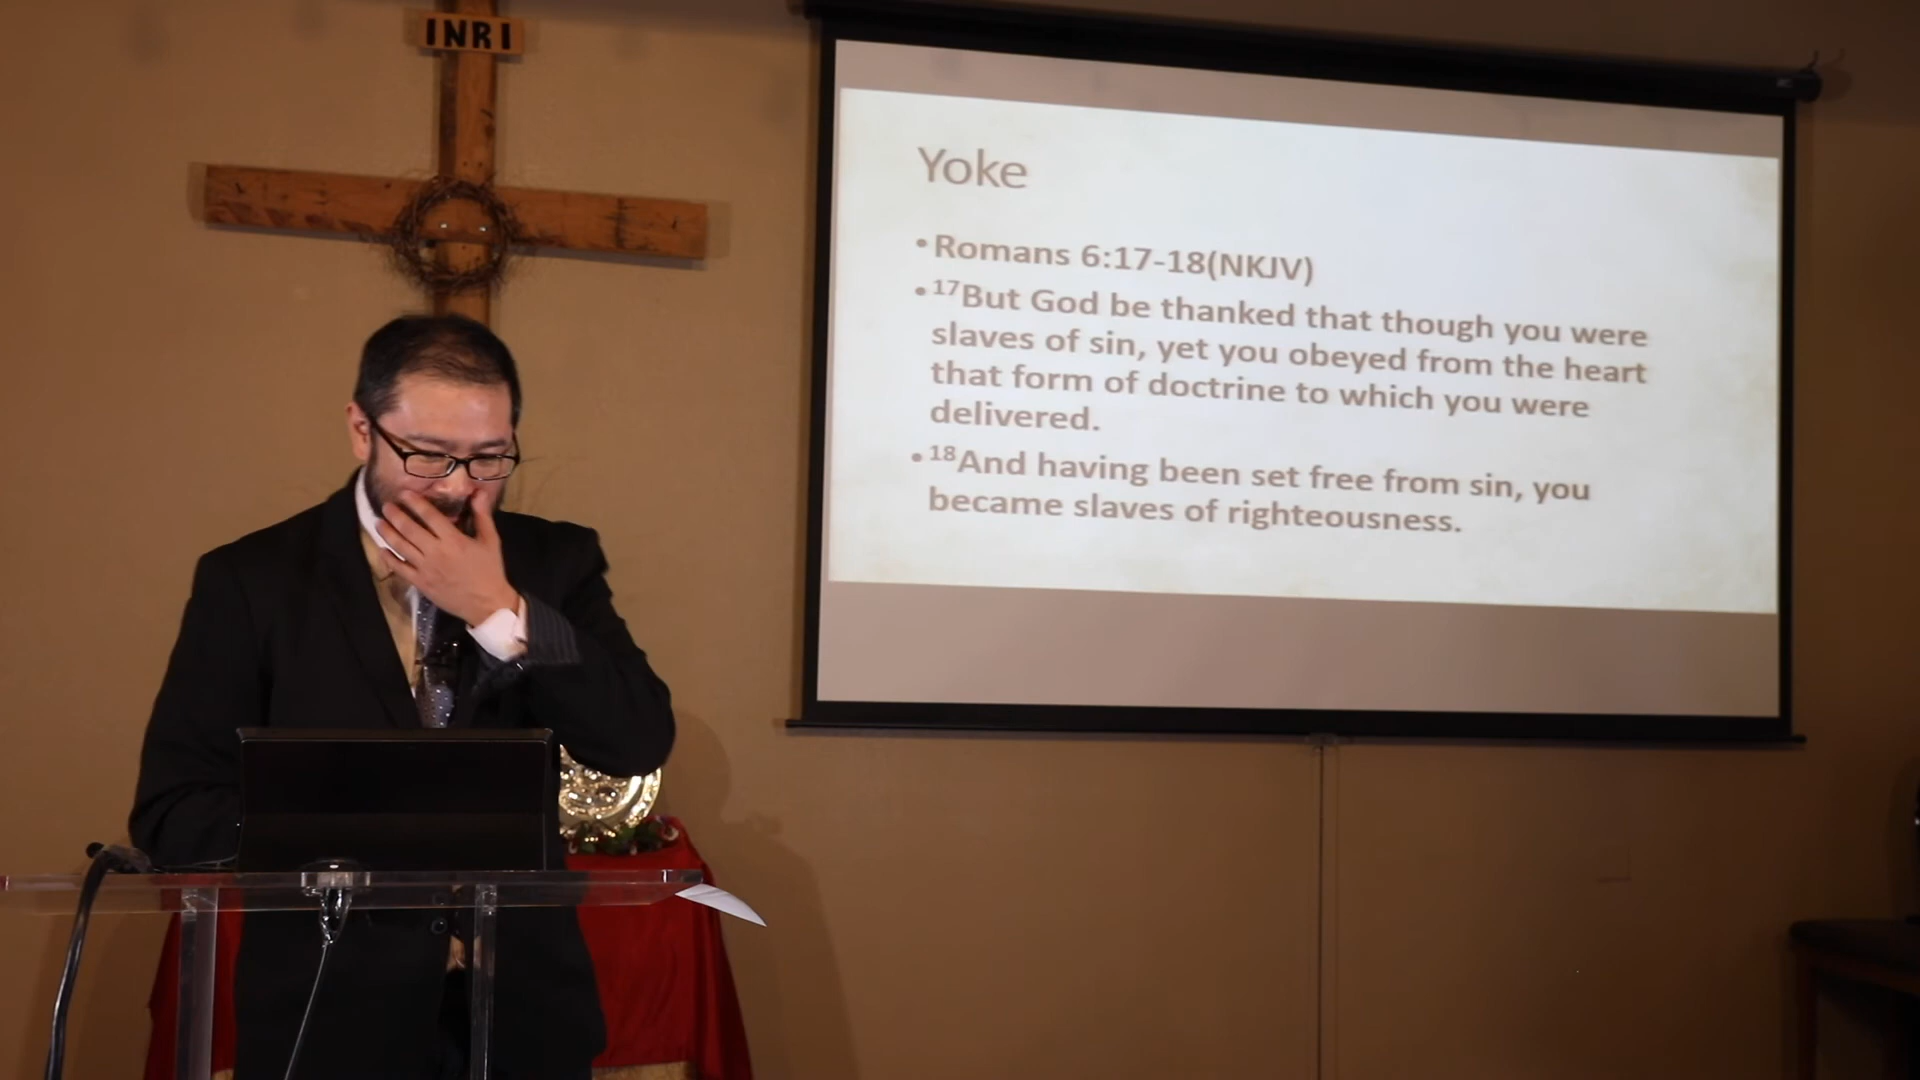 INRI
Yoke
•Romans 6:17-18(NKJV)
•17But God be thanked that though you were
slaves of sin, yet you obeyed from the heart
that form of doctrine to which you were
delivered.
•18And having been set free from sin, you
became slaves of righteousness.